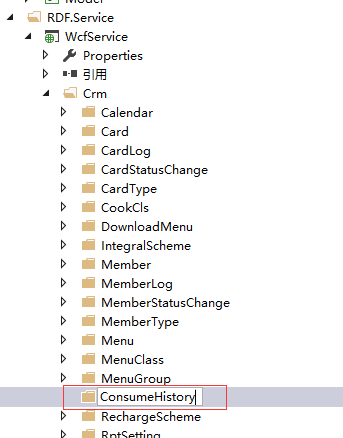 Model
RDF.Service
WcfService
Properties
引用
Crm
Calendar
Card
CardLog
CardStatusChange
CardType
CookCls
DownloadMenu
IntegralScheme
Member
MemberLog
MemberStatusChange
MemberType
Menu
MenuClass
MenuGroup
ConsumeHistory
RechargeScheme
RptSetting